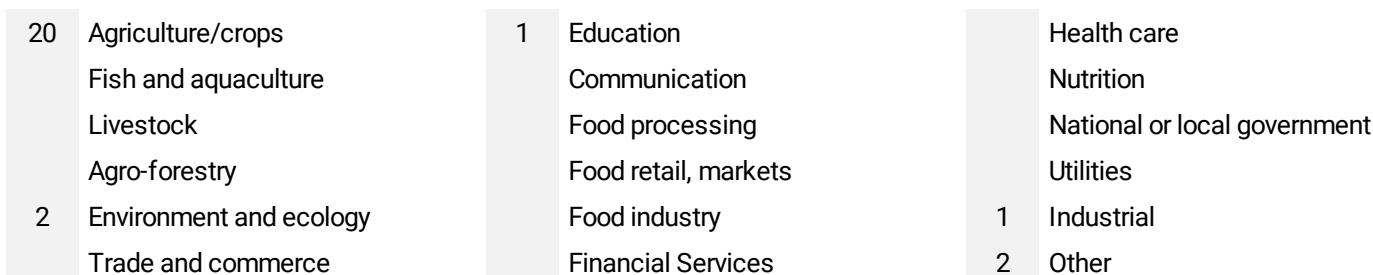 20 Agriculture/crops 1 Education Health care
Fish and aquaculture Communication Nutrition
Livestock Food processing National or local government
Agro-forestry Food retail, markets Utilities
2 Environment and ecology Food industry 1 Industrial
Trade and commerce Financial Services 2 Other